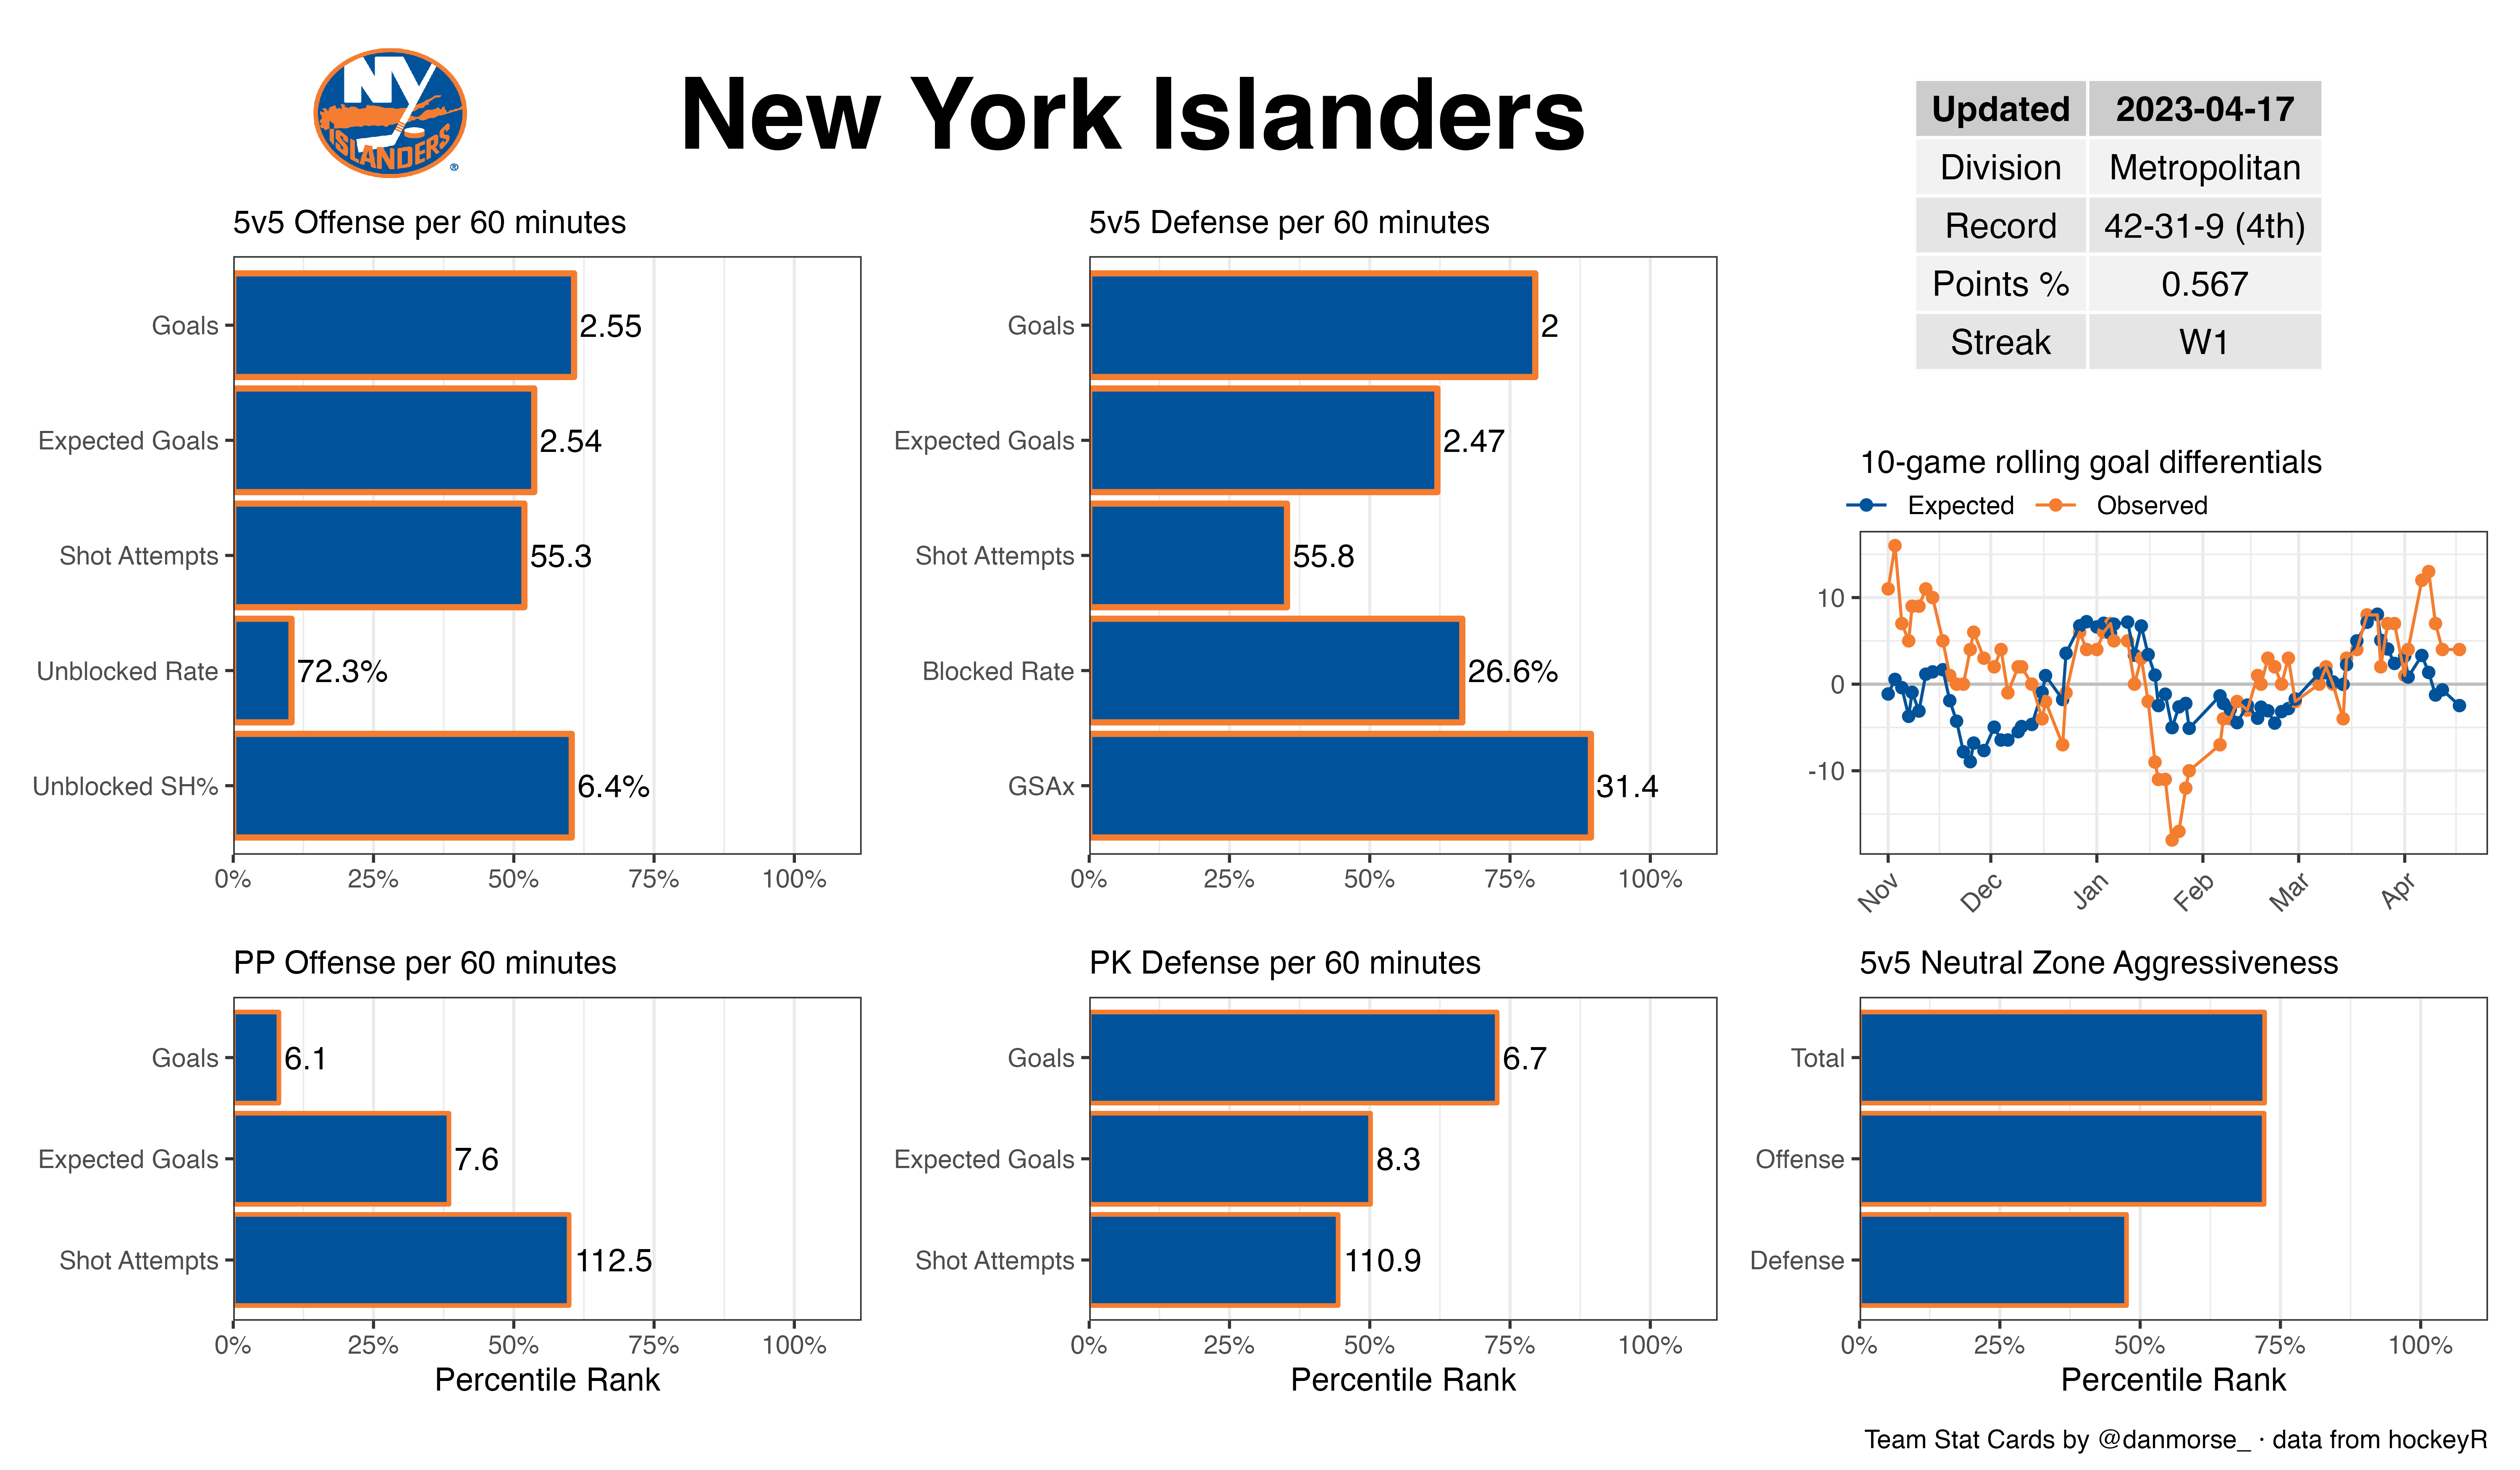 NY
ISLANDERS
®
New York Islanders
Updated 2023-04-17
Division Metropolitan
Record 42-31-9 (4th)
Points % 0.567
Streak W1
5v5 Offense per 60 minutes
Goals 2.55
Expected Goals 2.54
Shot Attempts 55.3
Unblocked Rate 72.3%
Unblocked SH% 6.4%
0% 25% 50% 75% 100%
5v5 Defense per 60 minutes
Goals 2
Expected Goals 2.47
Shot Attempts 55.8
Blocked Rate 26.6%
GSAx 31.4
0% 25% 50% 75% 100%
10-game rolling goal differentials
Expected Observed
10
0
-10
Nov Dec Jan Feb Mar Apr
PP Offense per 60 minutes
Goals 6.1
Expected Goals 7.6
Shot Attempts 112.5
0% 25% 50% 75% 100%
Percentile Rank
PK Defense per 60 minutes
Goals 6.7
Expected Goals 8.3
Shot Attempts 110.9
0% 25% 50% 75% 100%
Percentile Rank
5v5 Neutral Zone Aggressiveness
Total
Offense
Defense
0% 25% 50% 75% 100%
Percentile Rank
Team Stat Cards by @danmorse_ · data from hockeyR